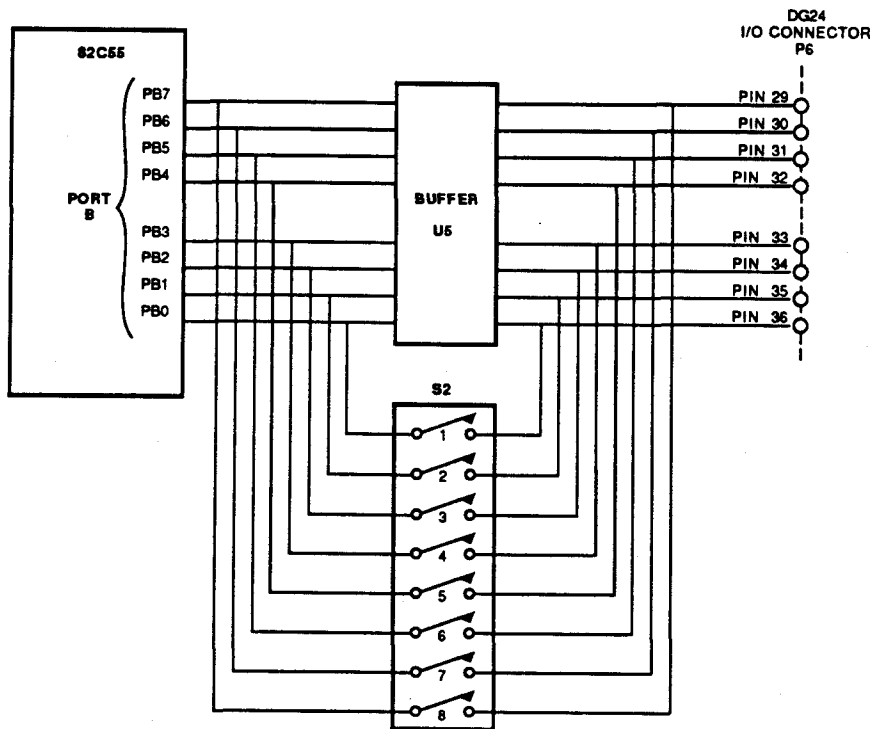 DG24
I/O CONNECTOR
P6
82C55
PB7
PB6
PB5
PB4
PORT
B
PB3
PB2
PB1
PB0
BUFFER
U5
PIN 29
PIN 30
PIN 31
PIN 32
PIN 33
PIN 34
PIN 35
PIN 36
S2
1
2
3
4
5
6
7
8